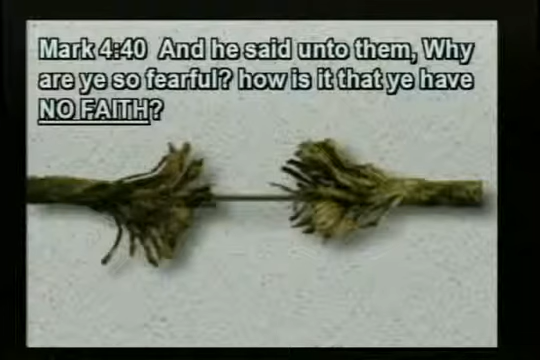 Mark 4:40 And he said unto them, Why
are ye so fearful? how is it that ye have
NO FAITH?